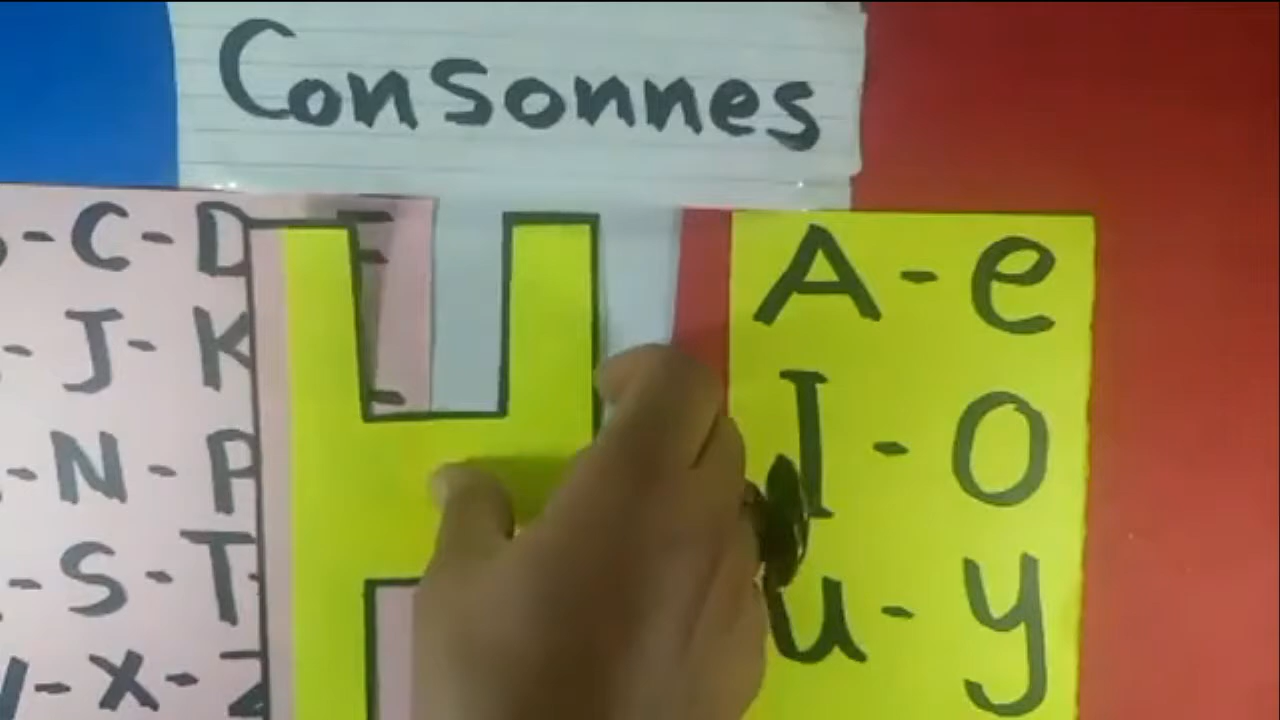 Consonnes
- C - D
- J - K
- N - P
- S - T -
- X - Z
H
A - e
I - O
u - y